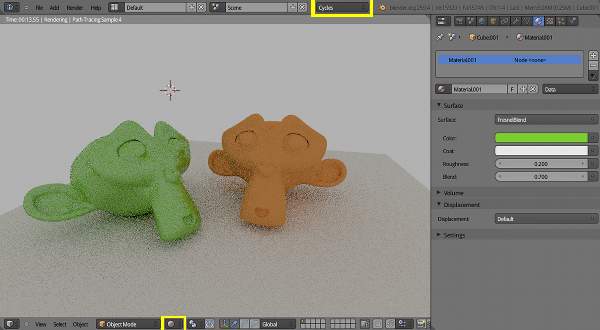 File Add Render Help Default Scene Cycles
Time:00:13.55 | Rendering | Path Tracing Sample 4
Cube.001 Material.001
Material.001 Node <none>
Material.001 F Data
Surface
Surface: fresnelBlend
Color:
Coat:
Roughness: 0.200
Blend: 0.700
Volume
Displacement
Displacement: Default
Settings
View Select Object Object Mode Global